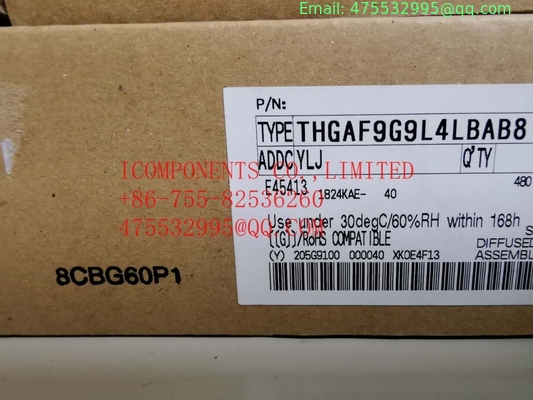 Email: 475532995@qq.com
P/N:
TYPE THGAF9G9L4LBAB8
ADDC YLJ Q'TY
ICOMPONENTS CO.,LIMITED
480
E45413 1824KAE- 40
+86-755-82536260
475532995@QQ.COM
Use under 30degC/60%RH within 168h
[[G]]/RoHS COMPATIBLE
DIFFUSED
(Y) 205G9100 000040 XK0E4F13 ASSEMBL
8CBG60P1